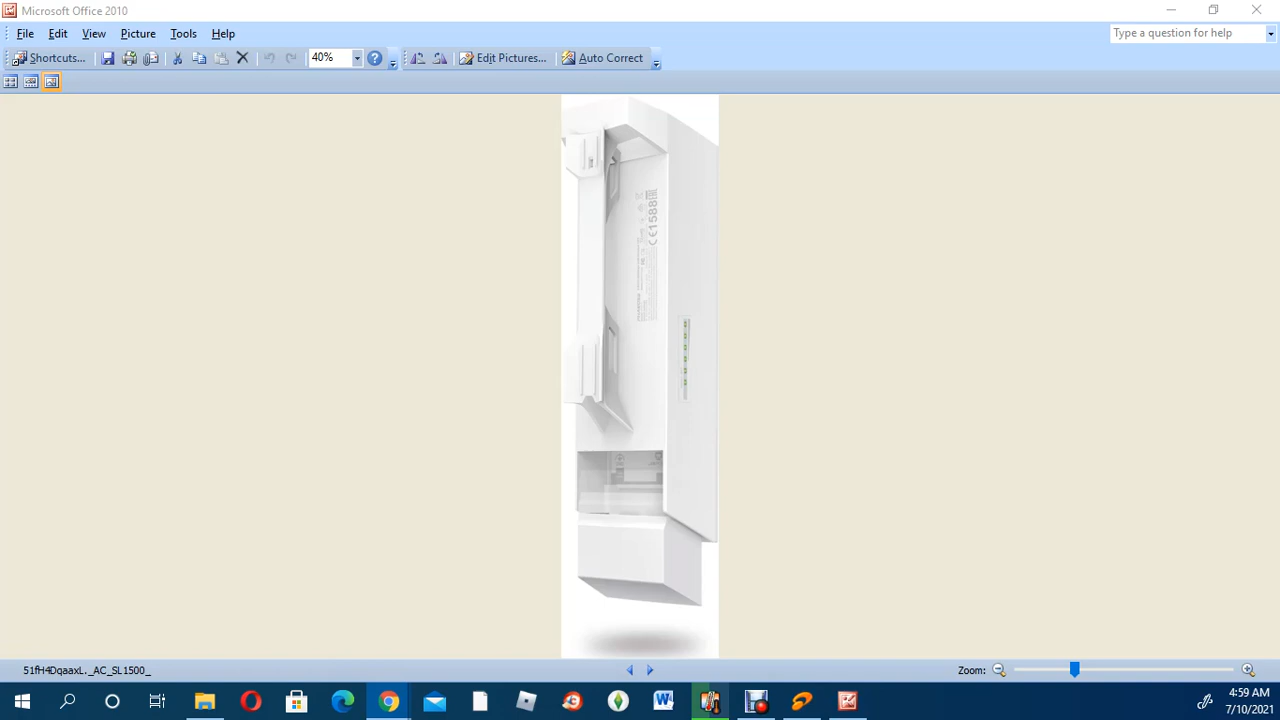 Microsoft Office 2010
File Edit View Picture Tools Help
Type a question for help
Shortcuts... 40% Edit Pictures... Auto Correct
CE1588
51fH4DqaaxL._AC_SL1500_
Zoom:
4:59 AM
7/10/2021